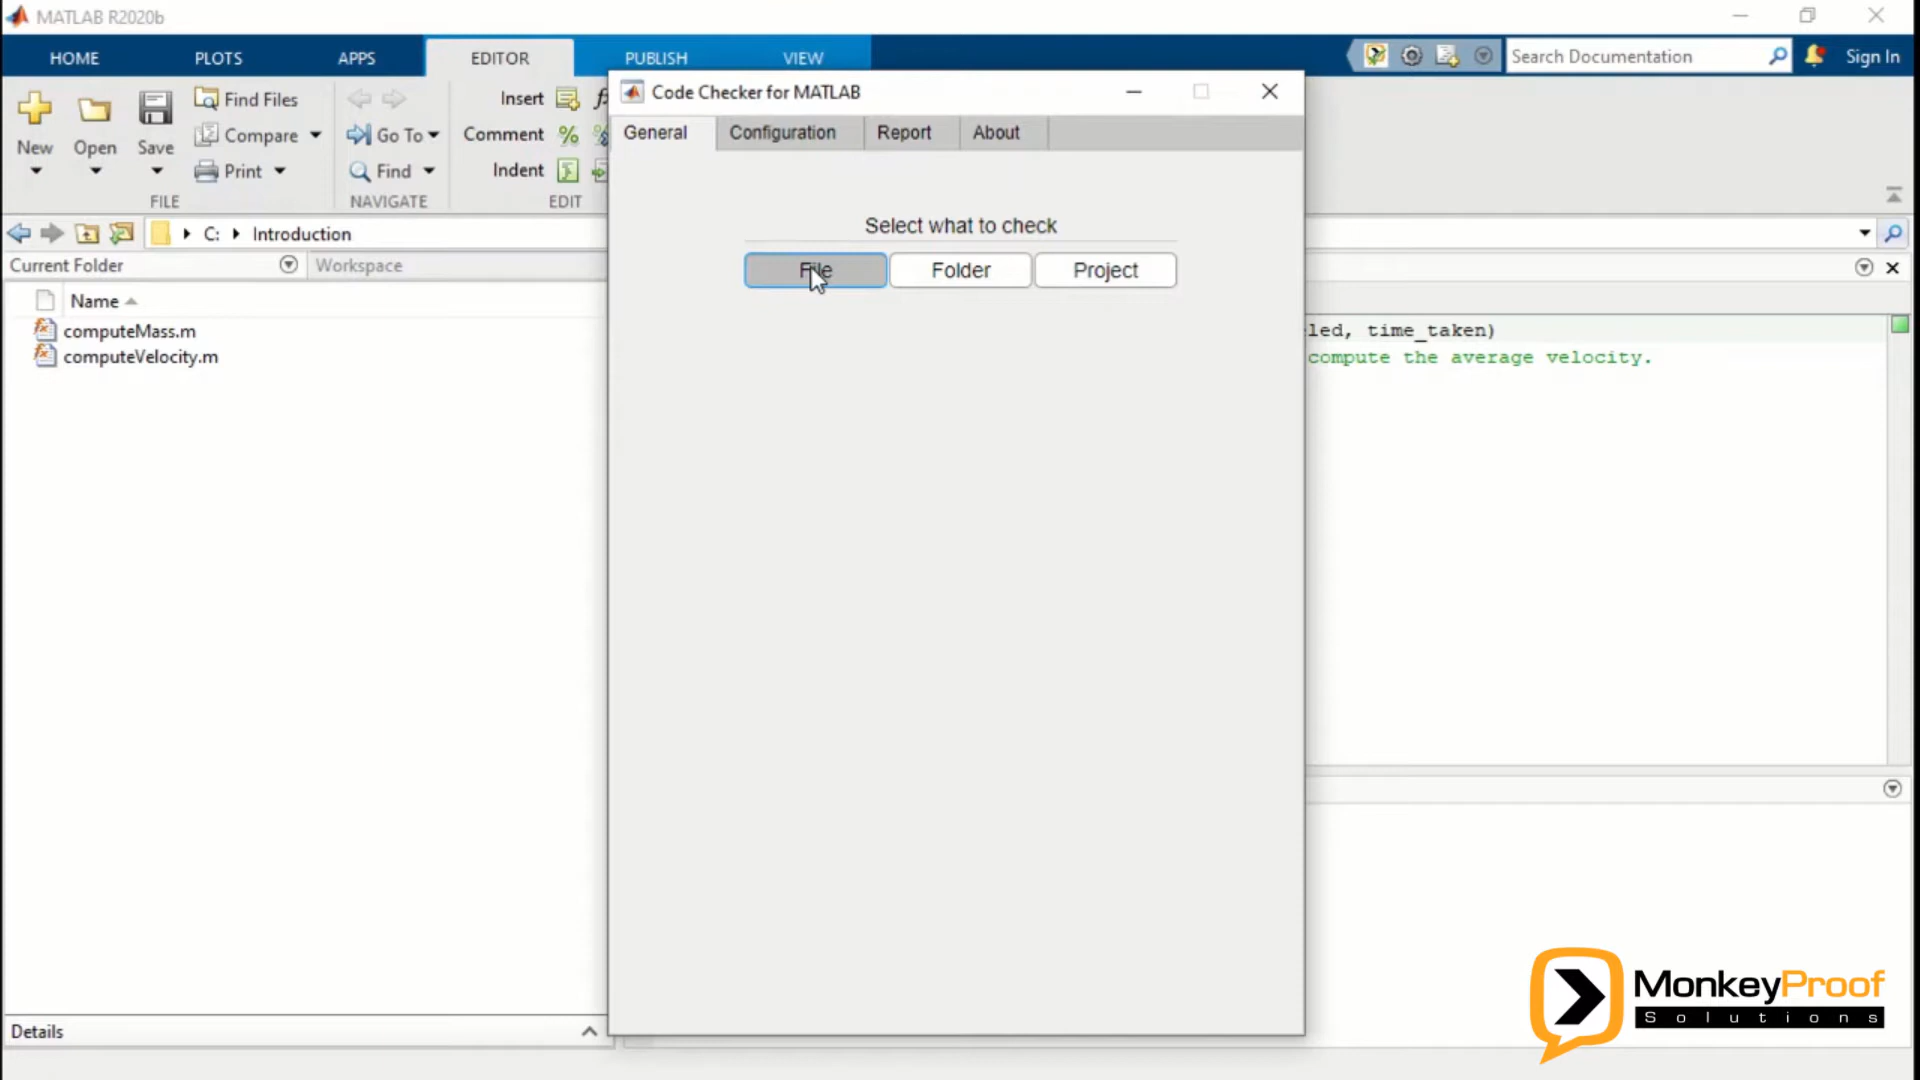 MATLAB R2020b
HOME PLOTS APPS EDITOR PUBLISH VIEW
Search Documentation Sign In
New Open Save
Find Files
Compare
Print
FILE
Go To
Find
NAVIGATE
Insert
Comment
Indent
EDIT
C: Introduction
Current Folder Workspace
Name
computeMass.m
computeVelocity.m
Details
Code Checker for MATLAB
General Configuration Report About
Select what to check
File Folder Project
led, time_taken)
compute the average velocity.
MonkeyProof
Solutions